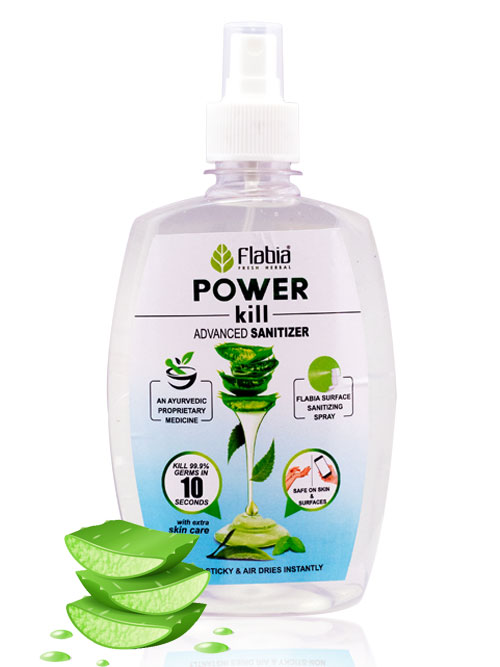 Flabia®
FRESH HERBAL
POWER
kill
ADVANCED SANITIZER
AN AYURVEDIC
PROPRIETARY
MEDICINE
FLABIA SURFACE
SANITIZING
SPRAY
KILL 99.9%
GERMS IN
10
SECONDS
SAFE ON SKIN
&
SURFACES
with extra
skin care
STICKY & AIR DRIES INSTANTLY